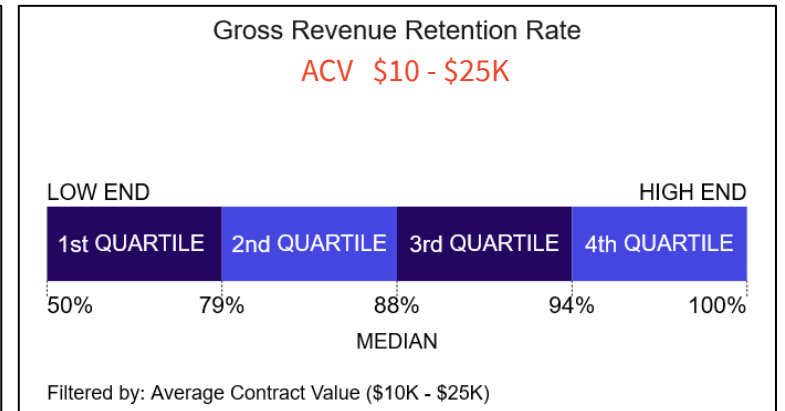 Gross Revenue Retention Rate
ACV $10 - $25K
LOW END HIGH END
1st QUARTILE 2nd QUARTILE 3rd QUARTILE 4th QUARTILE
50% 79% 88% 94% 100%
MEDIAN
Filtered by: Average Contract Value ($10K - $25K)